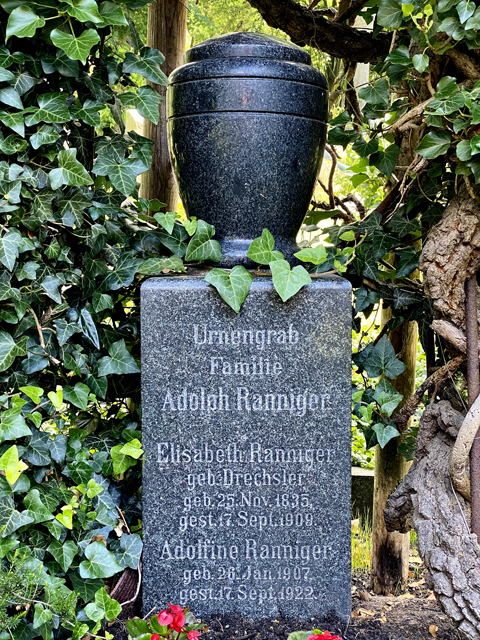 Urnengrab
Familie
Adolph Ranniger
Elisabeth Ranniger
geb. Drechsler
geb. 25. Nov. 1835,
gest. 17. Sept. 1909.
Adolfine Ranniger
geb. 26. Jan. 1907.
gest. 17. Sept. 1922.